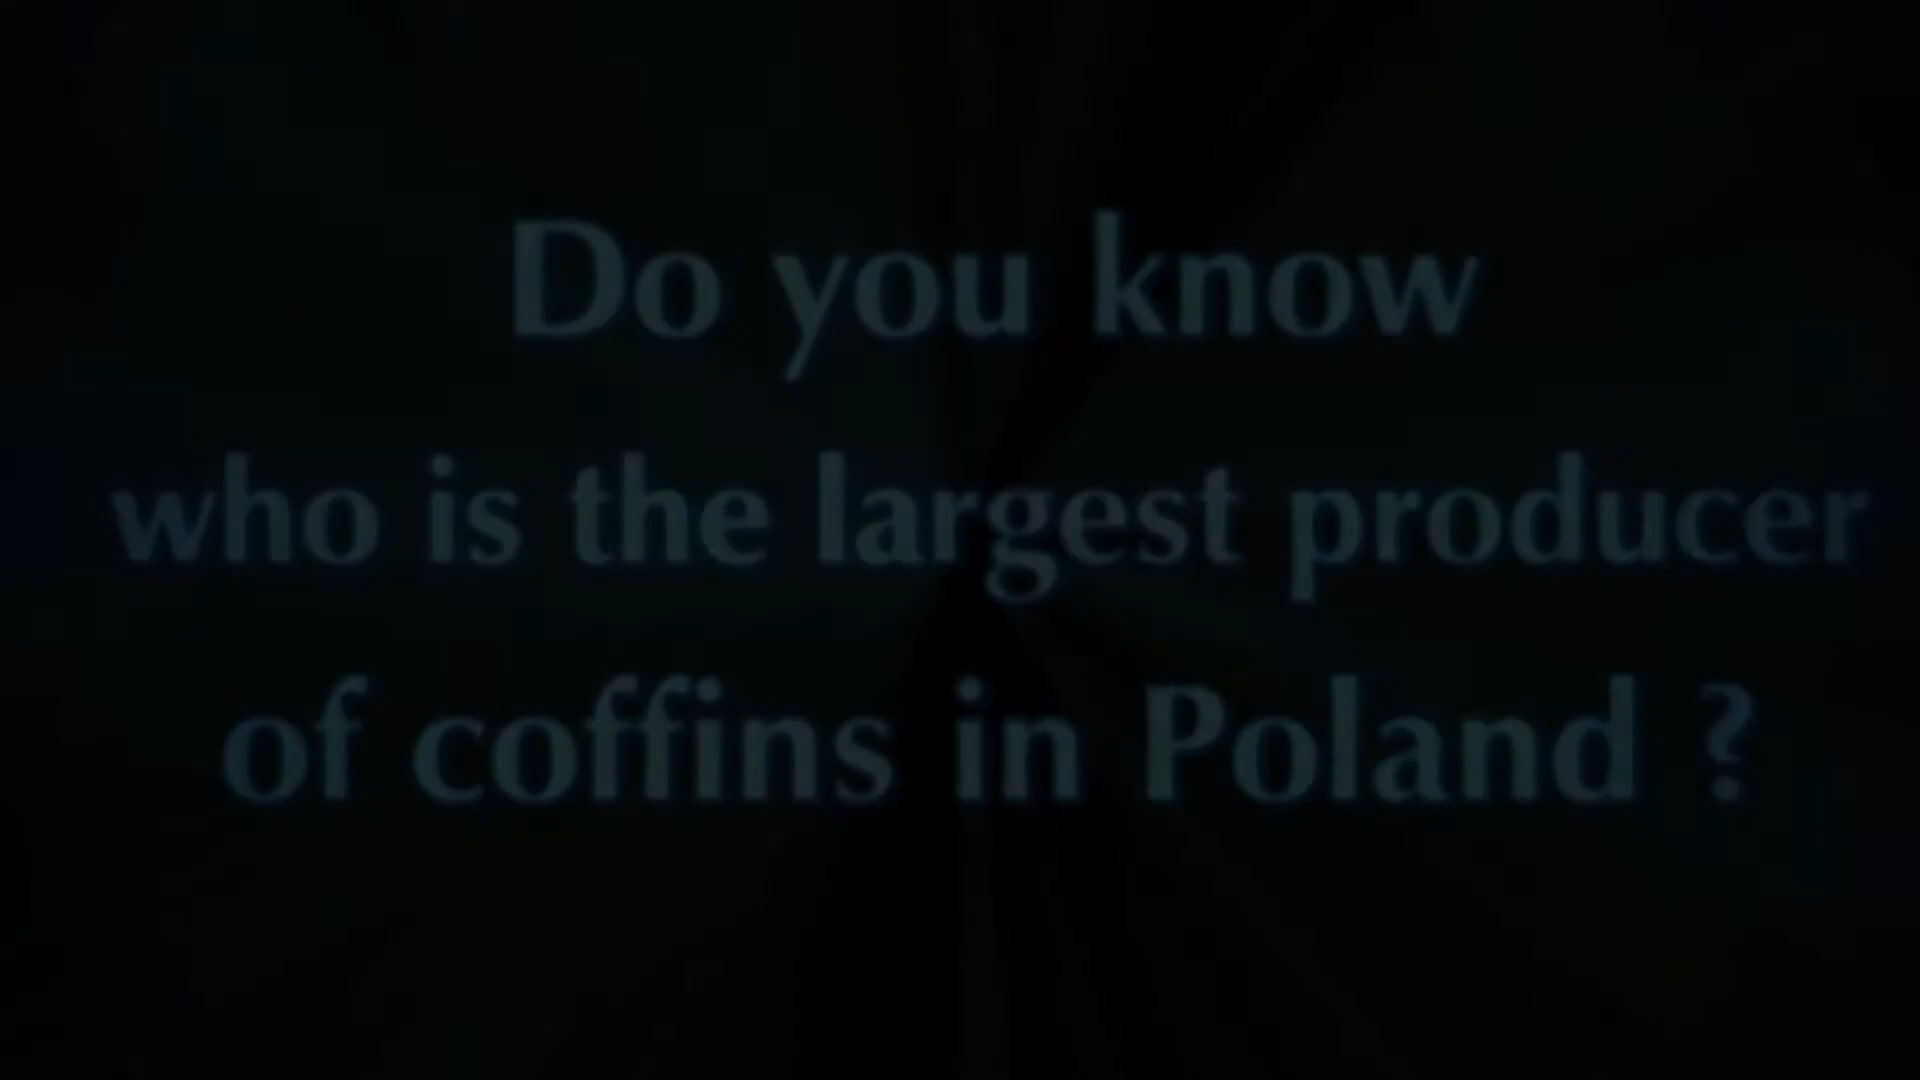 Do you know
who is the largest producer
of coffins in Poland ?